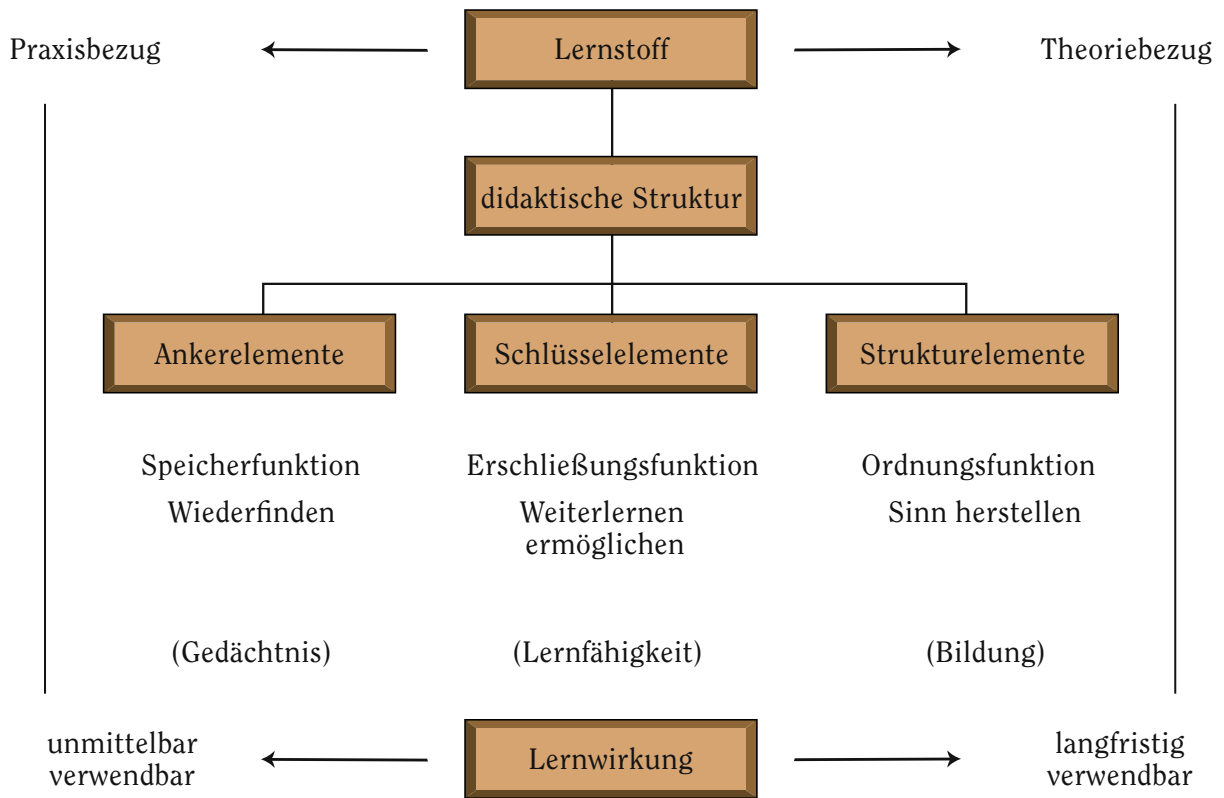 Praxisbezug
Lernstoff
Theoriebezug
didaktische Struktur
Ankerelemente
Schlüsselelemente
Strukturelemente
Speicherfunktion
Erschließungsfunktion
Ordnungsfunktion
Wiederfinden
Weiterlernen
ermöglichen
Sinn herstellen
(Gedächtnis)
(Lernfähigkeit)
(Bildung)
unmittelbar
verwendbar
Lernwirkung
langfristig
verwendbar